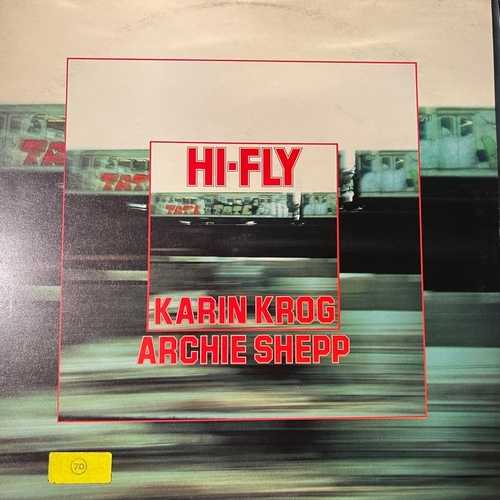 HI-FLY
KARIN KROG
ARCHIE SHEPP
70